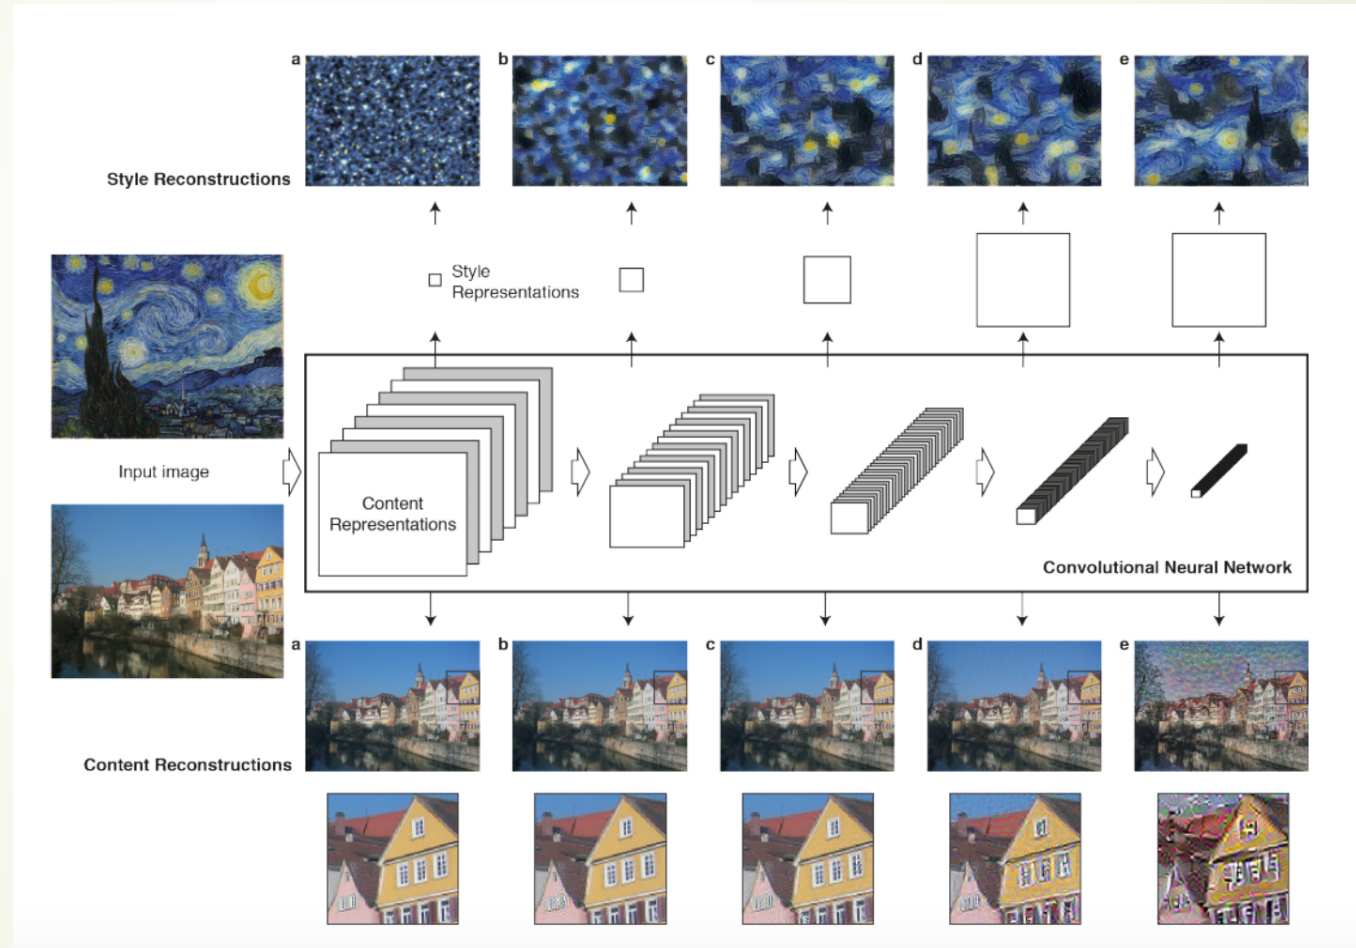 a
b
c
d
e
Style Reconstructions
Style
Representations
Input image
Content
Representations
Convolutional Neural Network
a
b
c
d
e
Content Reconstructions